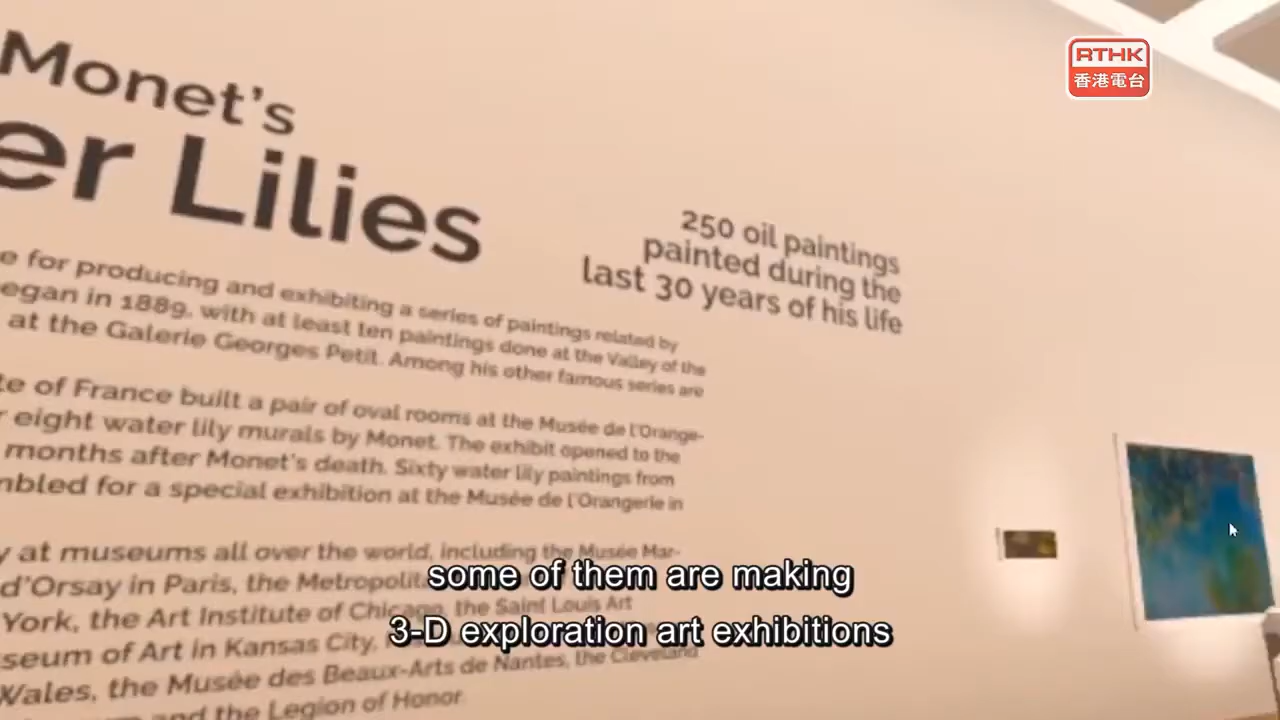 RTHK
香港電台
Monet's
er Lilies
250 oil paintings
painted during the
last 30 years of his life
e for producing and exhibiting a series of paintings related by
egan in 1889, with at least ten paintings done at the Valley of the
at the Galerie Georges Petit. Among his other famous series are
te of France built a pair of oval rooms at the Musée de l'Orange-
r eight water lily murals by Monet. The exhibit opened to the
months after Monet's death. Sixty water lily paintings from
mbled for a special exhibition at the Musée de l'Orangerie in
y at museums all over the world, including the Musée Mar-
d'Orsay in Paris, the
York, the Art Institute of Chicago, the Saint Louis Art
seum of Art in Kansas City,
Wales, the Musée des Beaux-Arts de Nantes, the Cleveland
and the Legion of Honor.
some of them are making
3-D exploration art exhibitions